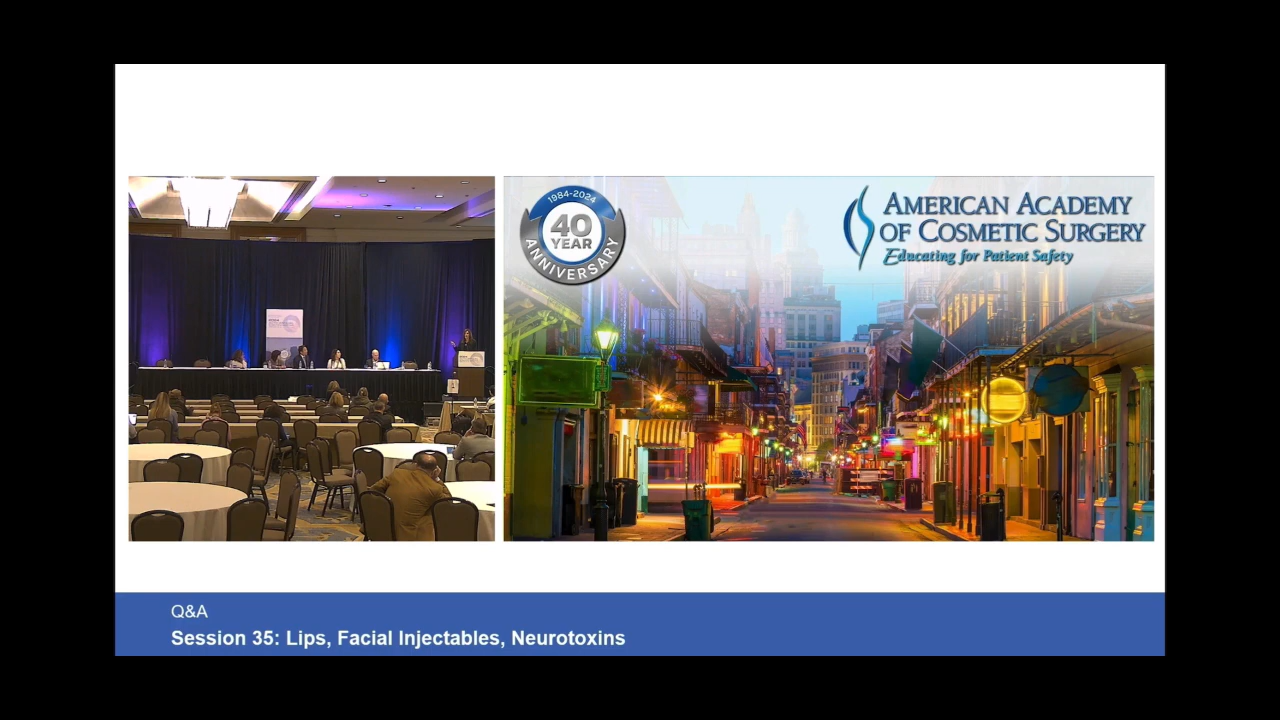 1984-2024
40
YEAR
ANNIVERSARY
AMERICAN ACADEMY
OF COSMETIC SURGERY
Educating for Patient Safety
Q&A
Session 35: Lips, Facial Injectables, Neurotoxins